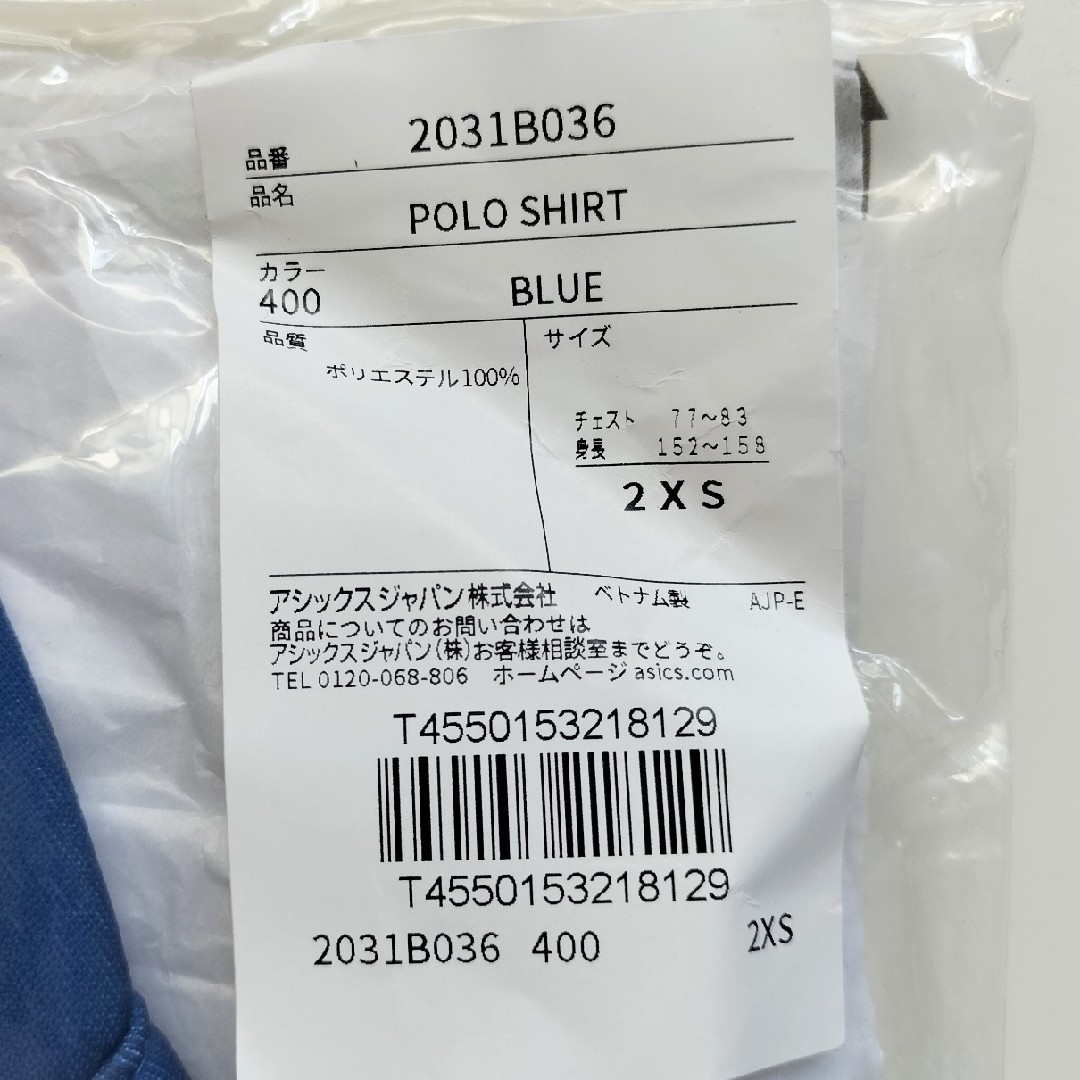 品番 2031B036
品名 POLO SHIRT
カラー
400 BLUE
品質 サイズ
ポリエステル100%
チェスト 77～83
身長 152～158
2XS
アシックスジャパン株式会社 ベトナム製 AJP-E
商品についてのお問い合わせは
アシックスジャパン(株)お客様相談室までどうぞ。
TEL 0120-068-806 ホームページ asics.com
T4550153218129
T4550153218129
2031B036 400 2XS